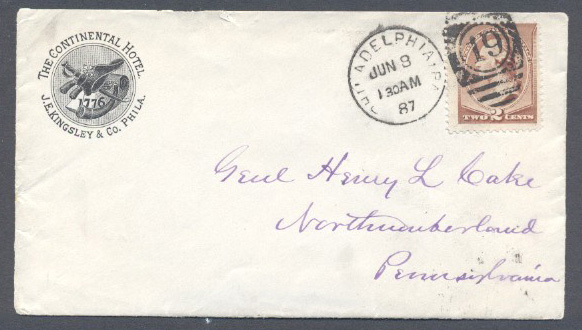 THE CONTINENTAL HOTEL
1776
J.E. KINGSLEY & CO. PHILA.
PHILADELPHIA PA
JUN 8
1 30 AM
87
19
TWO 2 CENTS
Genl Henry L Cake
Northumberland
Pennsylvania